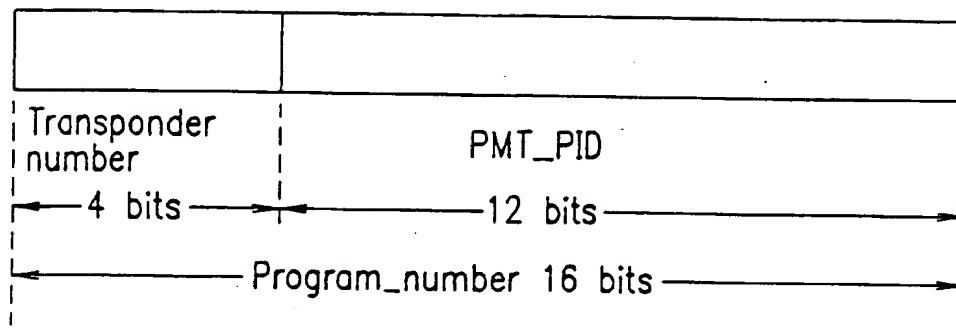 Transponder
number
PMT_PID
4 bits
12 bits
Program_number 16 bits